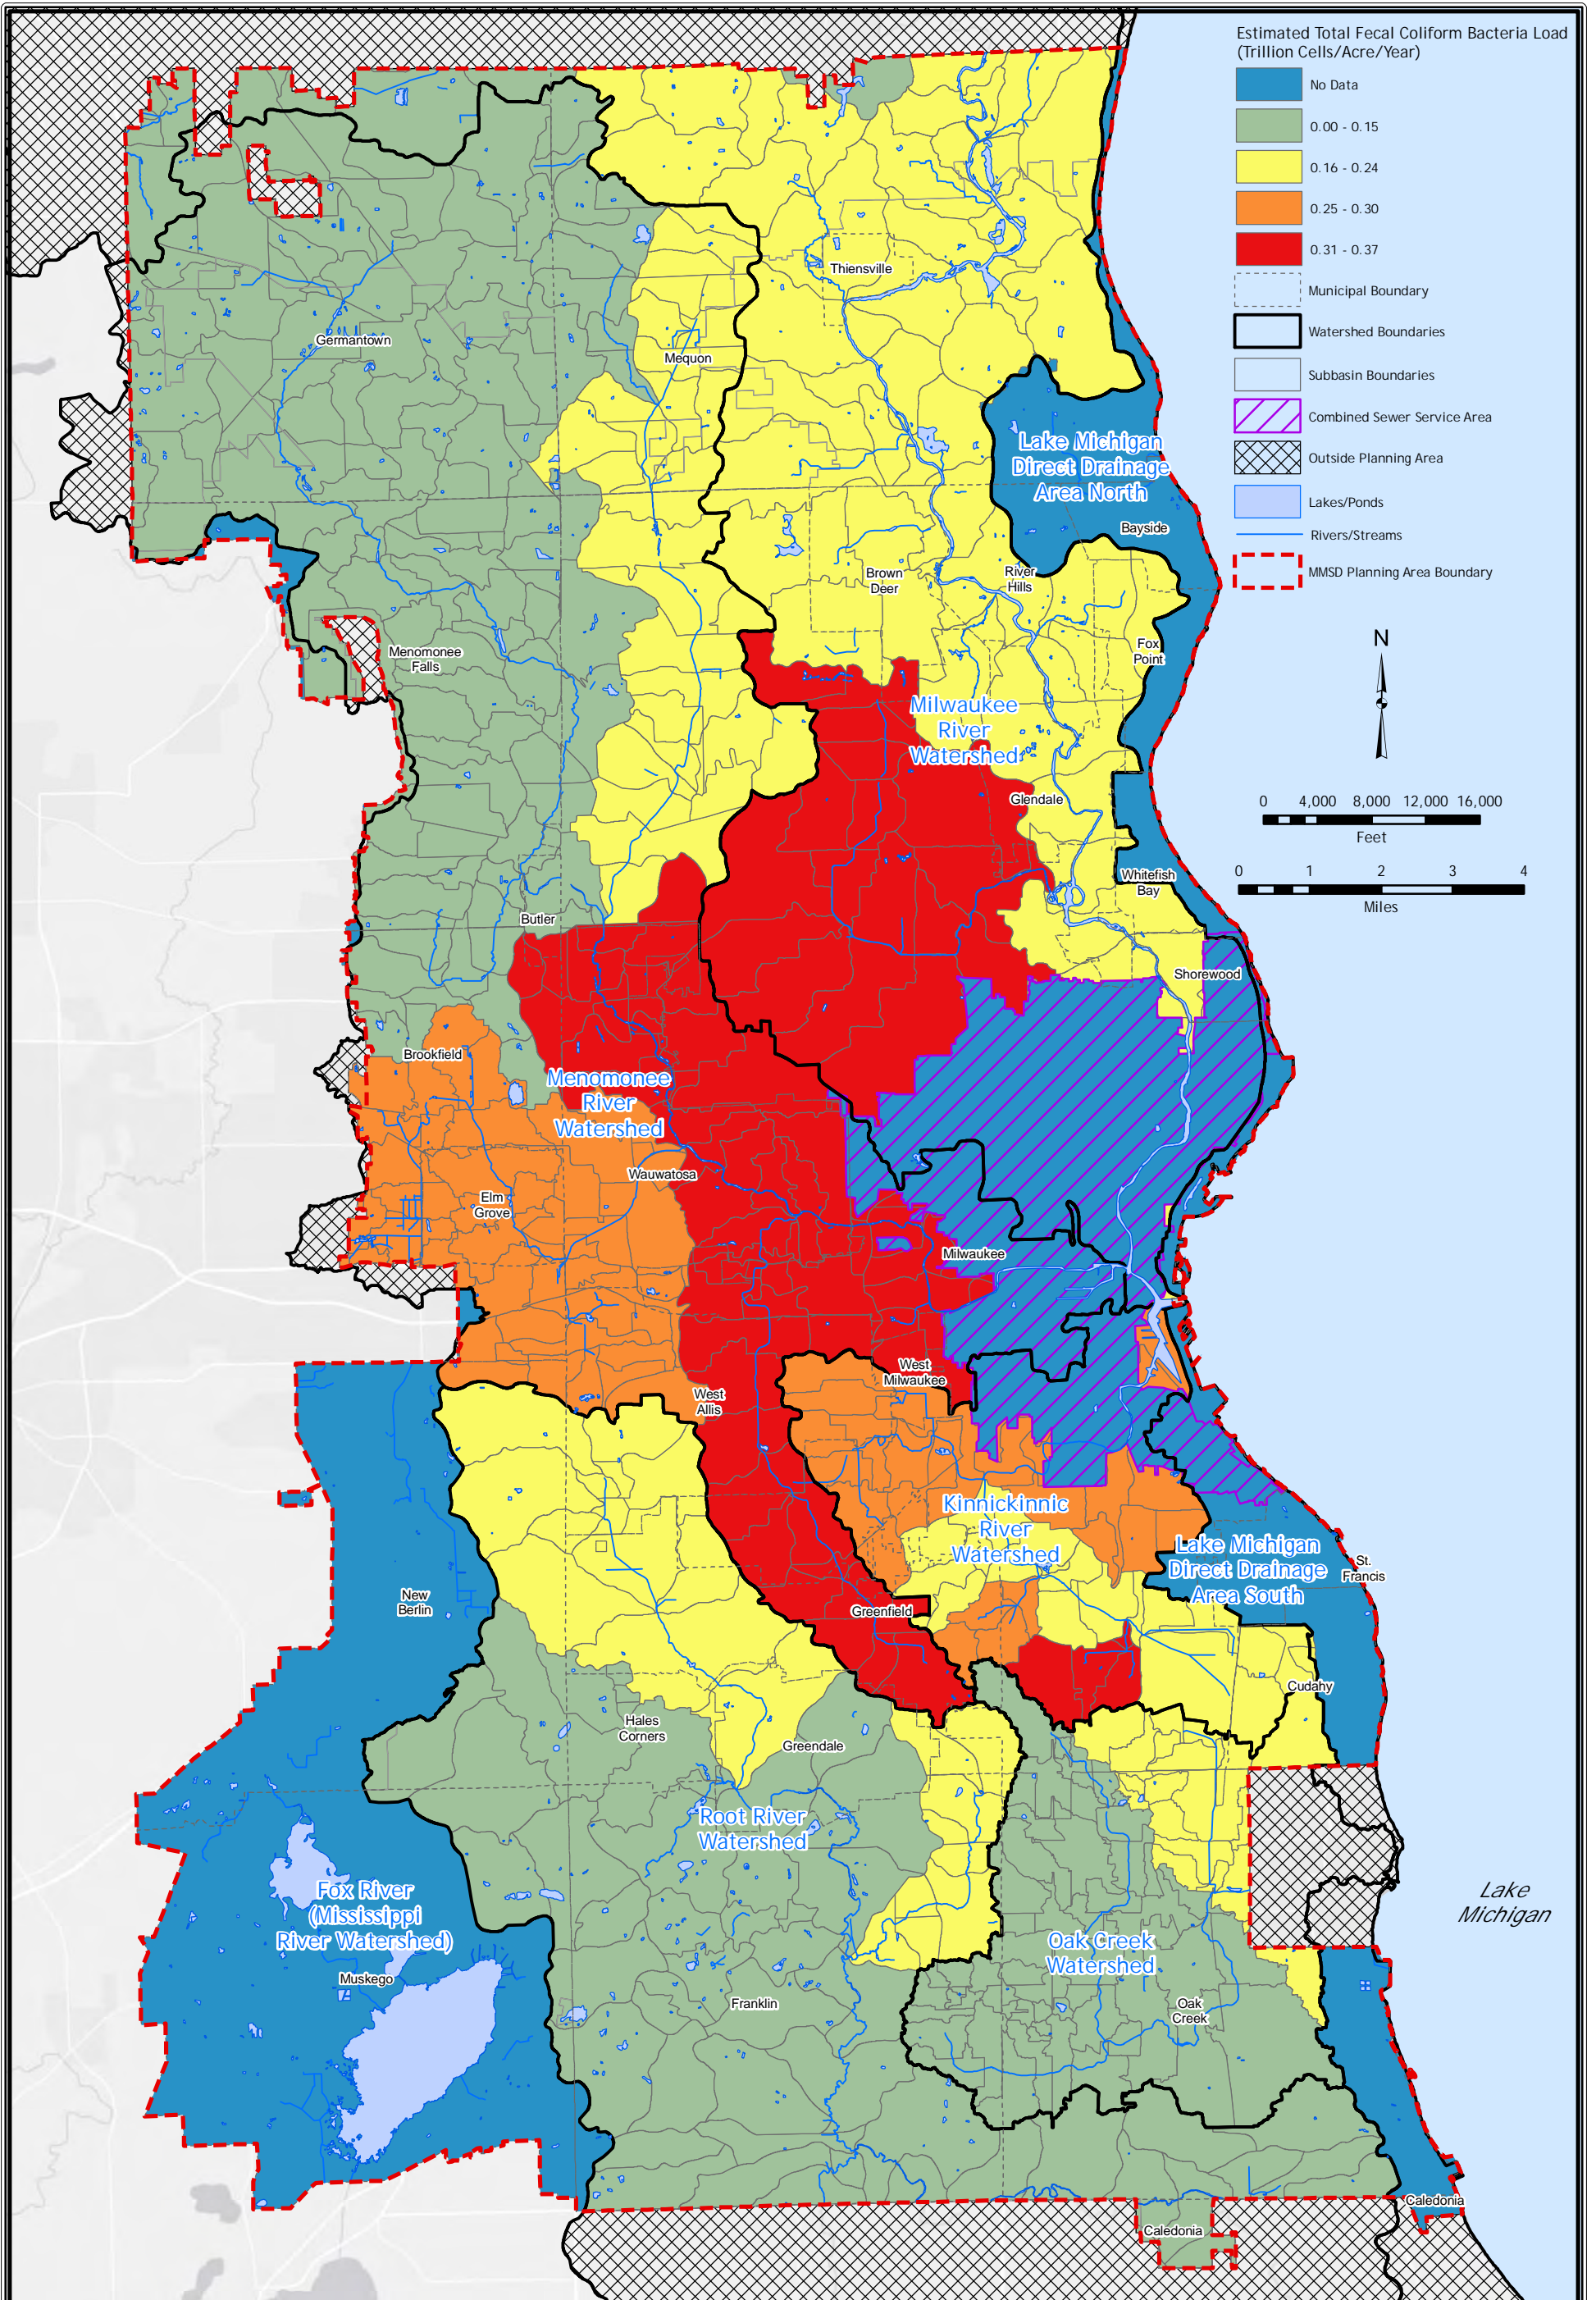 Estimated Total Fecal Coliform Bacteria Load
(Trillion Cells/Acre/Year)
No Data
0.00 - 0.15
0.16 - 0.24
0.25 - 0.30
0.31 - 0.37
Municipal Boundary
Watershed Boundaries
Subbasin Boundaries
Combined Sewer Service Area
Outside Planning Area
Lakes/Ponds
Rivers/Streams
MMSD Planning Area Boundary
N
0 4,000 8,000 12,000 16,000
Feet
0 1 2 3 4
Miles
Thiensville
Germantown
Mequon
Lake Michigan
Direct Drainage
Area North
Bayside
Brown
Deer
River
Hills
Menomonee
Falls
Fox
Point
Milwaukee
River
Watershed
Glendale
Whitefish
Bay
Butler
Shorewood
Brookfield
Menomonee
River
Watershed
Wauwatosa
Elm
Grove
Milwaukee
West
Milwaukee
West
Allis
Kinnickinnic
River
Watershed
Lake Michigan
Direct Drainage
Area South
St.
Francis
New
Berlin
Greenfield
Cudahy
Hales
Corners
Greendale
Root River
Watershed
Fox River
(Mississippi
River Watershed)
Lake
Michigan
Oak Creek
Watershed
Muskego
Franklin
Oak
Creek
Caledonia
Caledonia